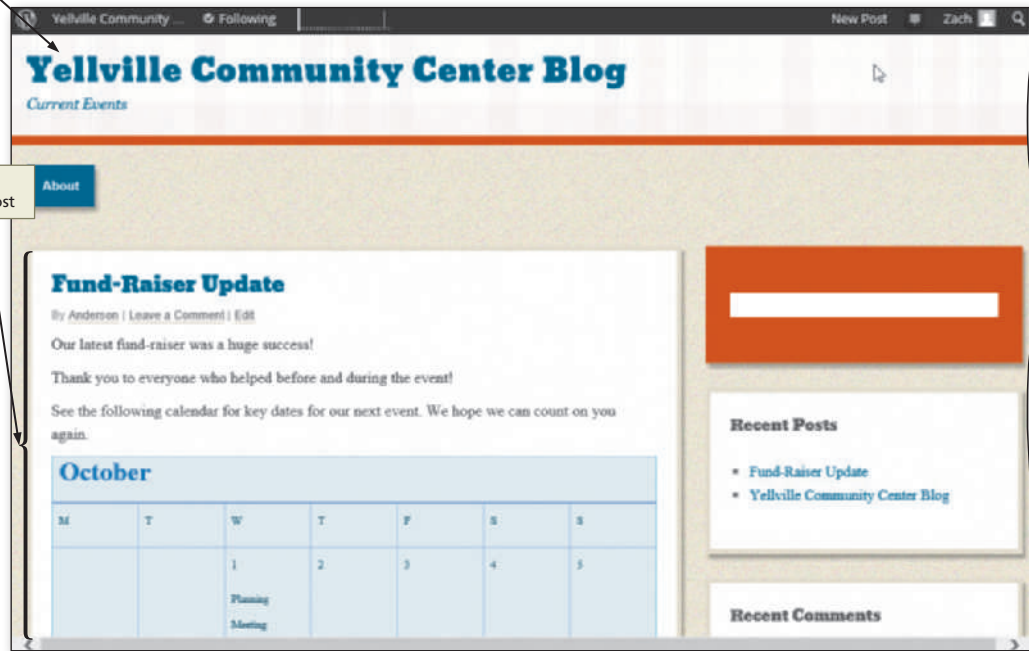 Yellville Community ... Following New Post Zach
Yellville Community Center Blog
Current Events
ost
About
Fund-Raiser Update
By Anderson | Leave a Comment | Edit
Our latest fund-raiser was a huge success!
Thank you to everyone who helped before and during the event!
See the following calendar for key dates for our next event. We hope we can count on you
again.
October
M T W T F S S
1 2 3 4 5
Planning
Meeting
Recent Posts
Fund-Raiser Update
Yellville Community Center Blog
Recent Comments